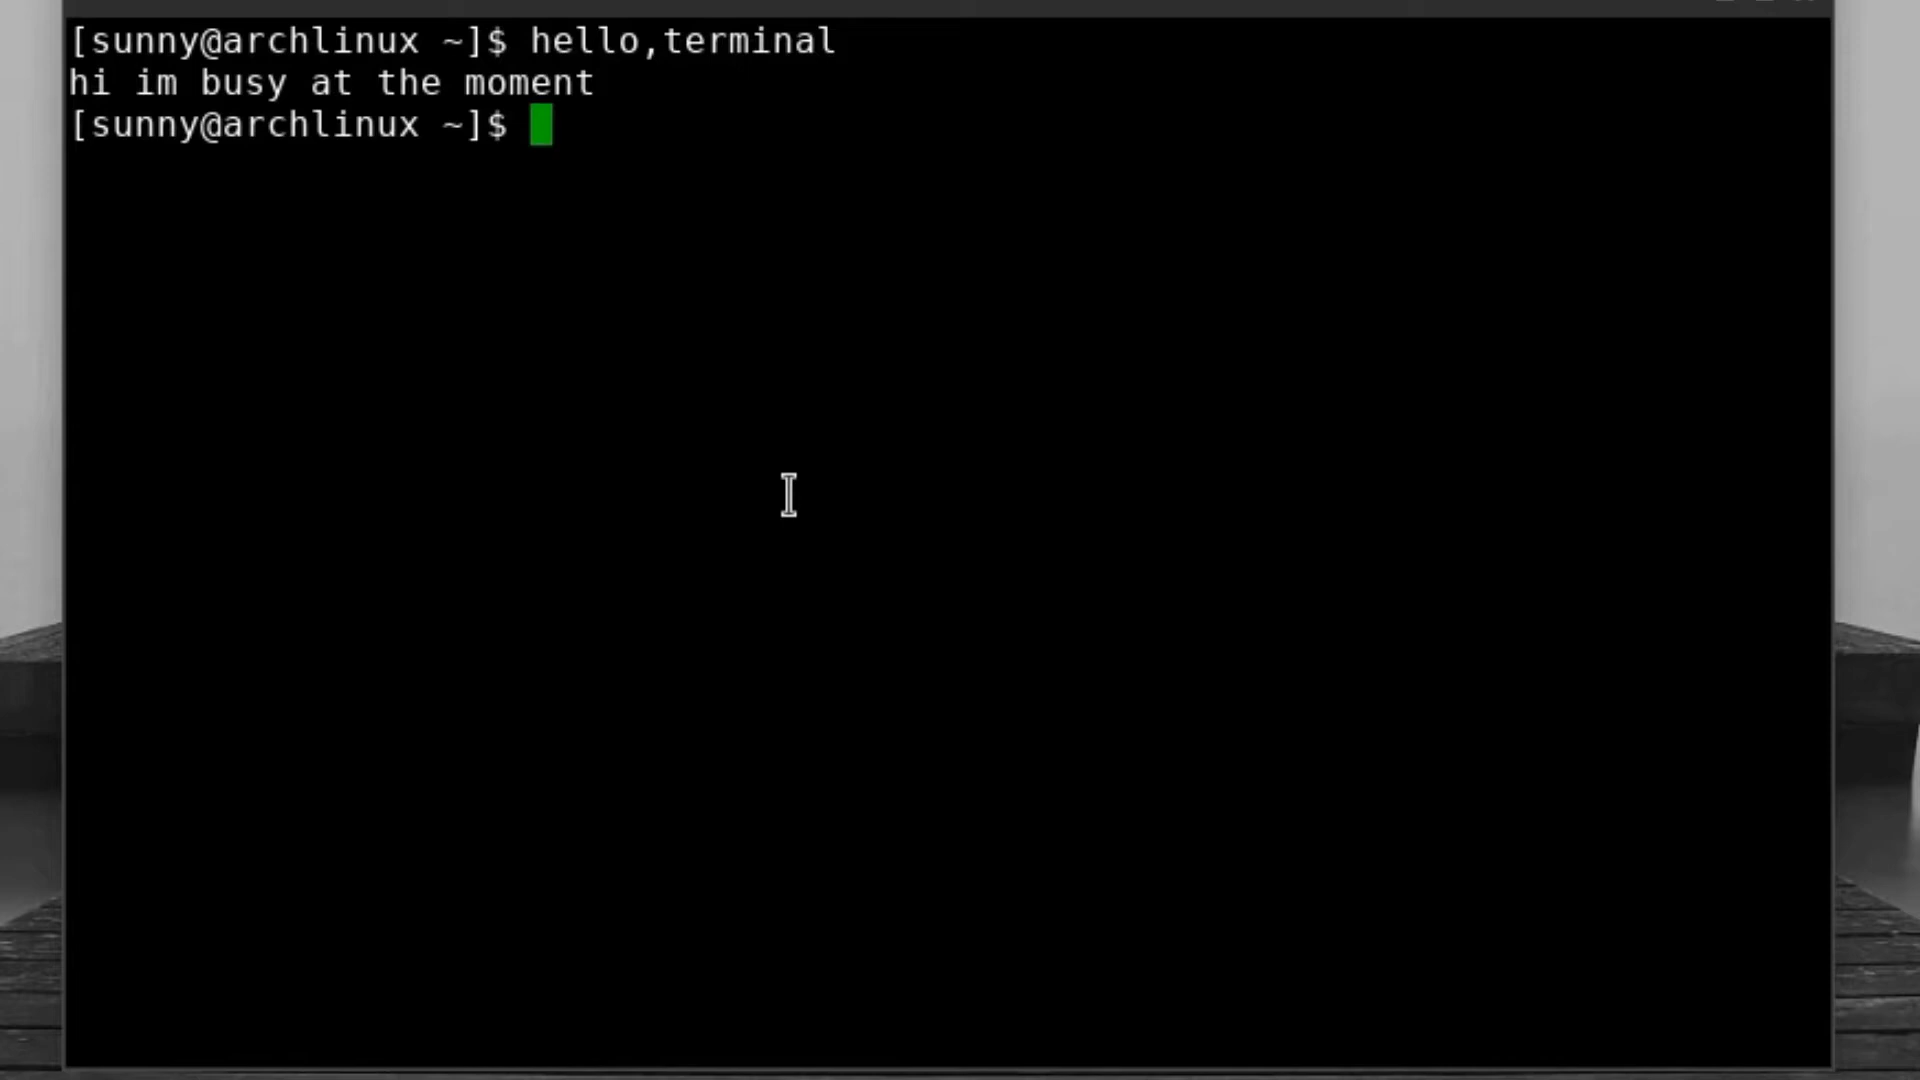 [sunny@archlinux ~]$ hello,terminal
hi im busy at the moment
[sunny@archlinux ~]$